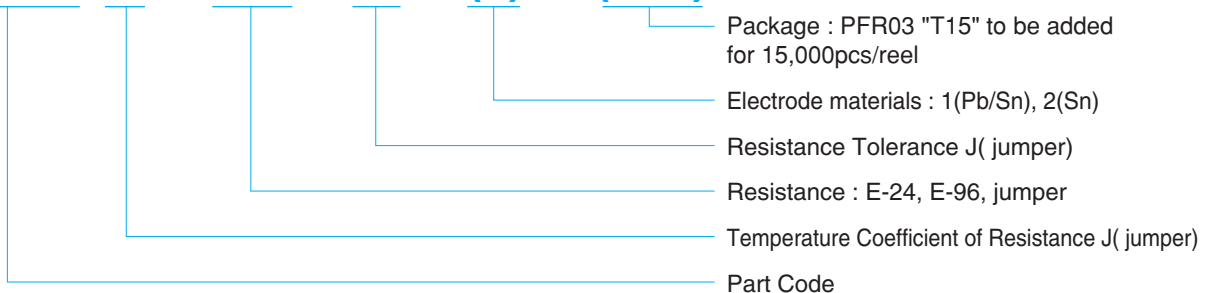 Package : PFR03 "T15" to be added
for 15,000pcs/reel
Electrode materials : 1(Pb/Sn), 2(Sn)
Resistance Tolerance J( jumper)
Resistance : E-24, E-96, jumper
Temperature Coefficient of Resistance J( jumper)
Part Code